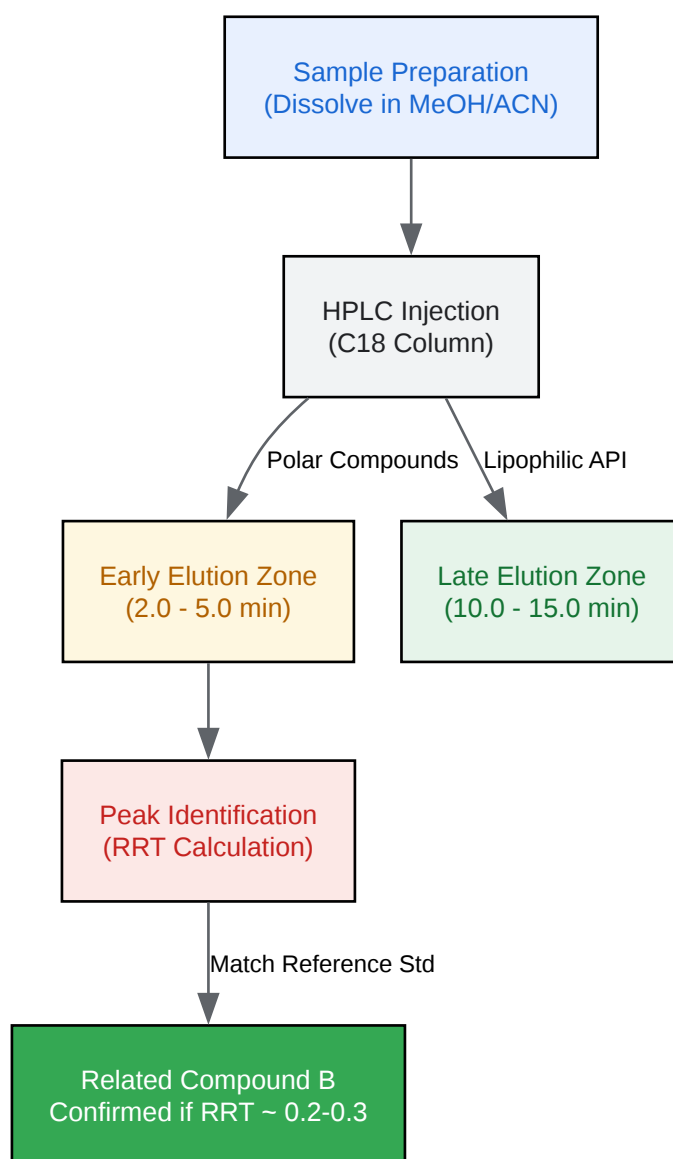 Sample Preparation
(Dissolve in MeOH/ACN)
HPLC Injection
(C18 Column)
Polar Compounds
Lipophilic API
Early Elution Zone
(2.0 - 5.0 min)
Late Elution Zone
(10.0 - 15.0 min)
Peak Identification
(RRT Calculation)
Match Reference Std
Related Compound B
Confirmed if RRT ~ 0.2-0.3